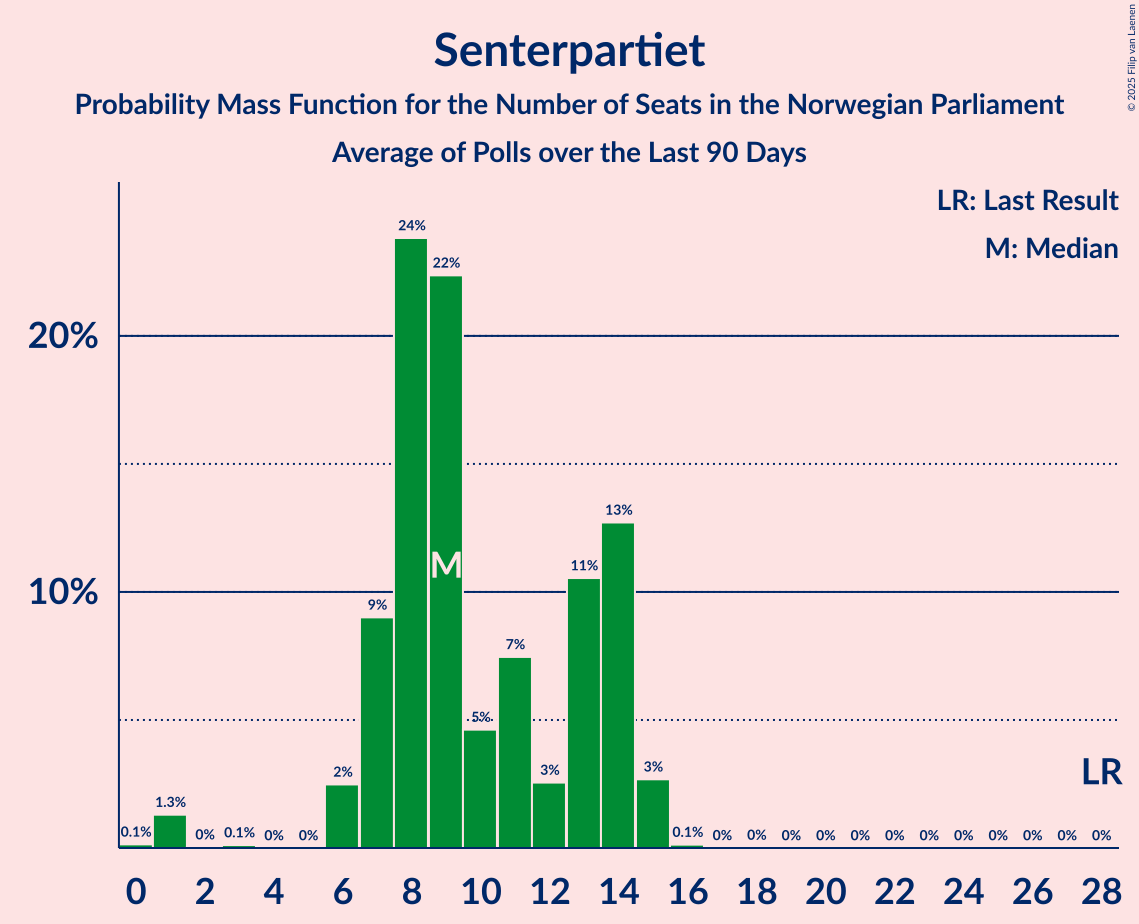 Senterpartiet
Probability Mass Function for the Number of Seats in the Norwegian Parliament
Average of Polls over the Last 90 Days
© 2025 Filip van Laenen
LR: Last Result
M: Median
20%
10%
0.1% 1.3% 0% 0.1% 0% 0% 2% 9% 24% 22% 5% 7% 3% 11% 13% 3% 0.1% 0% 0% 0% 0% 0% 0% 0% 0% 0% 0% 0% 0%
M
LR
0 2 4 6 8 10 12 14 16 18 20 22 24 26 28